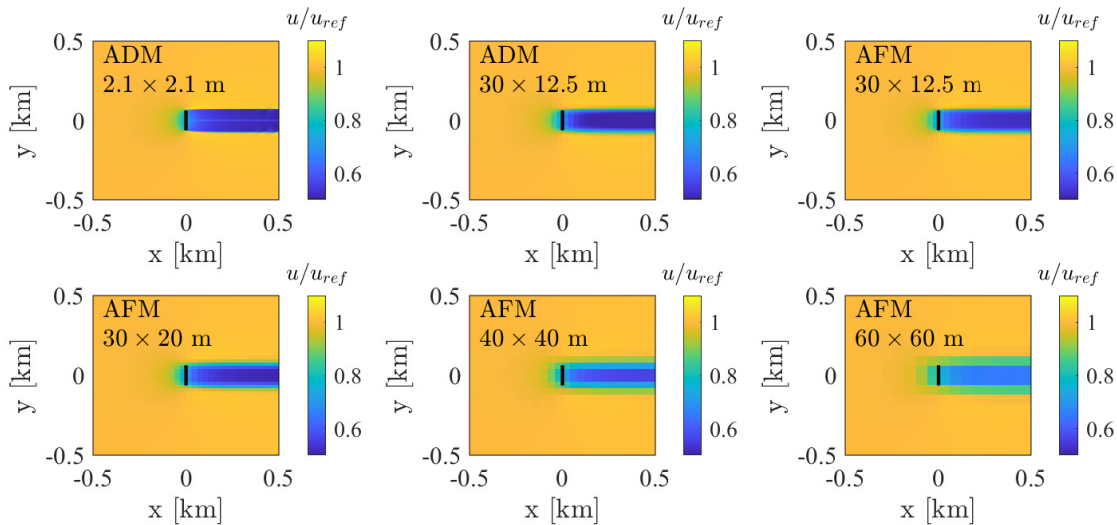 u/u_ref u/u_ref u/u_ref
0.5 ADM 0.5 ADM 0.5 AFM
2.1 × 2.1 m 30 × 12.5 m 30 × 12.5 m
1 1 1
y [km] 0 0.8 y [km] 0 0.8 y [km] 0 0.8
0.6 0.6 0.6
-0.5 -0.5 -0.5
-0.5 0 0.5 -0.5 0 0.5 -0.5 0 0.5
x [km] x [km] x [km]
u/u_ref u/u_ref u/u_ref
0.5 AFM 0.5 AFM 0.5 AFM
30 × 20 m 40 × 40 m 60 × 60 m
1 1 1
y [km] 0 0.8 y [km] 0 0.8 y [km] 0 0.8
0.6 0.6 0.6
-0.5 -0.5 -0.5
-0.5 0 0.5 -0.5 0 0.5 -0.5 0 0.5
x [km] x [km] x [km]